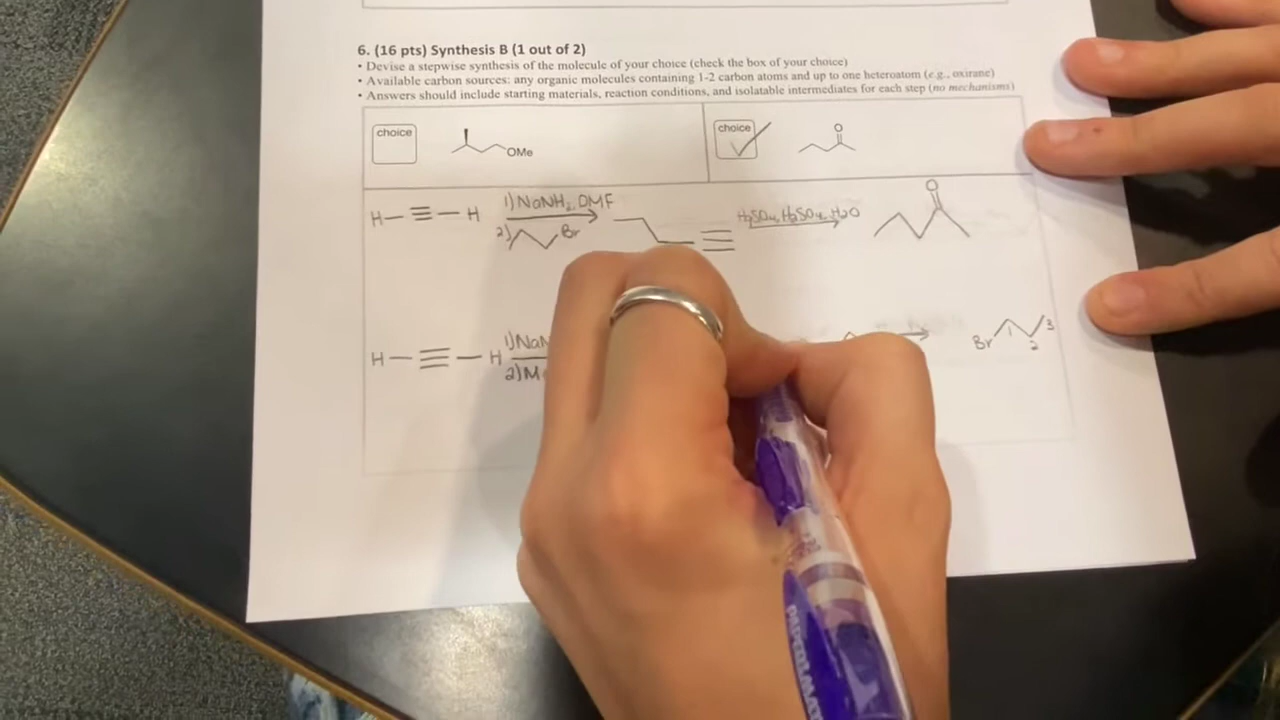 6. (16 pts) Synthesis B (1 out of 2)
• Devise a stepwise synthesis of the molecule of your choice (check the box of your choice)
• Available carbon sources: any organic molecules containing 1-2 carbon atoms and up to one heteroatom (e.g., oxirane)
• Answers should include starting materials, reaction conditions, and isolatable intermediates for each step (no mechanisms)
choice
OMe
choice
O
H H
1) NaNH2, DMF
2) Br
H2SO4, H2O
O
H H
1) NaN
2) M
Br 1 2 3
PAPERMATE